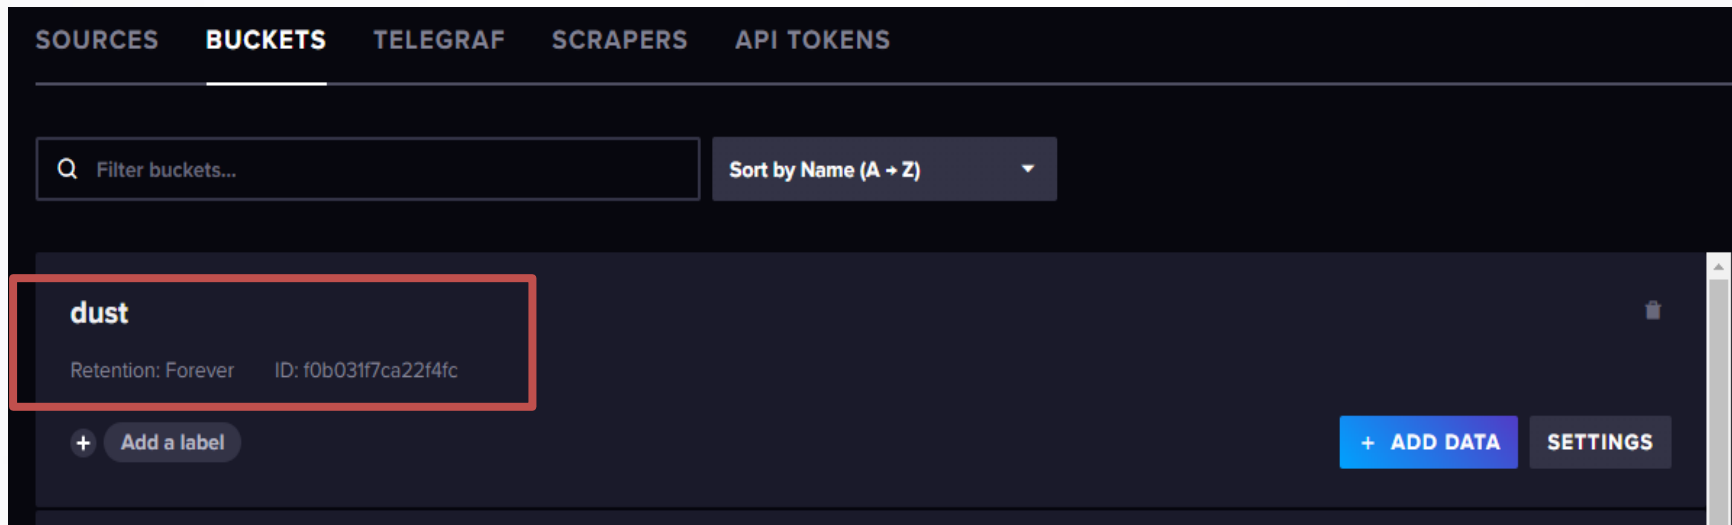 SOURCES BUCKETS TELEGRAF SCRAPERS API TOKENS
Filter buckets... Sort by Name (A → Z)
dust
Retention: Forever ID: f0b031f7ca22f4fc
+ Add a label + ADD DATA SETTINGS